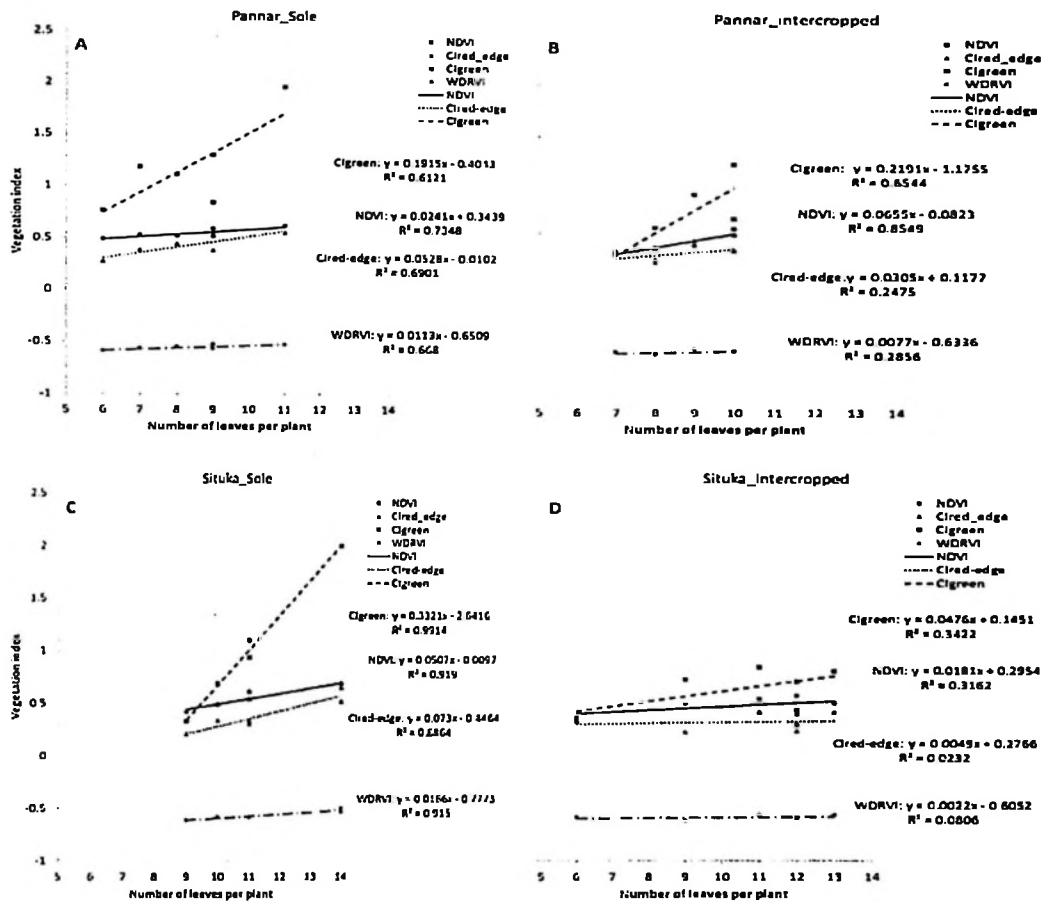 Pannar_Sole
A
2.5
2
1.5
1
0.5
0
-0.5
-1
Vegetation index
NDVI
CIred_edge
CIgreen
WDRVI
NDVI
CIred-edge
CIgreen
CIgreen: y = 0.1915x - 0.4013
R² = 0.6121
NDVI: y = 0.0241x + 0.3439
R² = 0.7348
CIred-edge: y = 0.0528x - 0.0102
R² = 0.6901
WDRVI: y = 0.0113x - 0.6509
R² = 0.668
5 6 7 8 9 10 11 12 13 14
Number of leaves per plant
Pannar_Intercropped
B
NDVI
CIred_edge
CIgreen
WDRVI
NDVI
CIred-edge
CIgreen
CIgreen: y = 0.2191x - 1.1755
R² = 0.6544
NDVI: y = 0.0655x - 0.0823
R² = 0.8549
CIred-edge: y = 0.0305x + 0.1177
R² = 0.2475
WDRVI: y = 0.0077x - 0.6336
R² = 0.2856
5 6 7 8 9 10 11 12 13 14
Number of leaves per plant
Situka_Sole
C
2.5
2
1.5
1
0.5
0
-0.5
-1
Vegetation index
NDVI
CIred_edge
CIgreen
WDRVI
NDVI
CIred-edge
CIgreen
CIgreen: y = 0.3321x - 2.6416
R² = 0.9914
NDVI: y = 0.0507x - 0.0097
R² = 0.919
CIred-edge: y = 0.073x - 0.4464
R² = 0.6864
WDRVI: y = 0.0166x - 0.7773
R² = 0.915
5 6 7 8 9 10 11 12 13 14
Number of leaves per plant
Situka_Intercropped
D
NDVI
CIred_edge
CIgreen
WDRVI
NDVI
CIred-edge
CIgreen
CIgreen: y = 0.0476x + 0.1451
R² = 0.3422
NDVI: y = 0.0181x + 0.2954
R² = 0.3162
CIred-edge: y = 0.0049x + 0.2766
R² = 0.0232
WDRVI: y = 0.0022x - 0.6052
R² = 0.0806
5 6 7 8 9 10 11 12 13 14
Number of leaves per plant